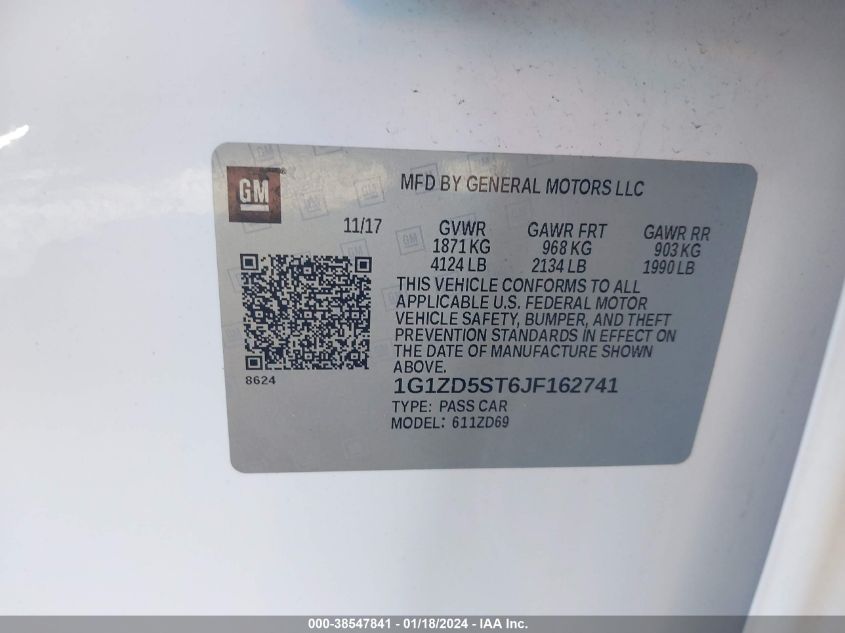 GM
MFD BY GENERAL MOTORS LLC
11/17
GVWR GAWR FRT GAWR RR
1871 KG 968 KG 903 KG
4124 LB 2134 LB 1990 LB
THIS VEHICLE CONFORMS TO ALL
APPLICABLE U.S. FEDERAL MOTOR
VEHICLE SAFETY, BUMPER, AND THEFT
PREVENTION STANDARDS IN EFFECT ON
THE DATE OF MANUFACTURE SHOWN
ABOVE.
8624
1G1ZD5ST6JF162741
TYPE: PASS CAR
MODEL: 611ZD69
000-38547841 - 01/18/2024 - IAA Inc.